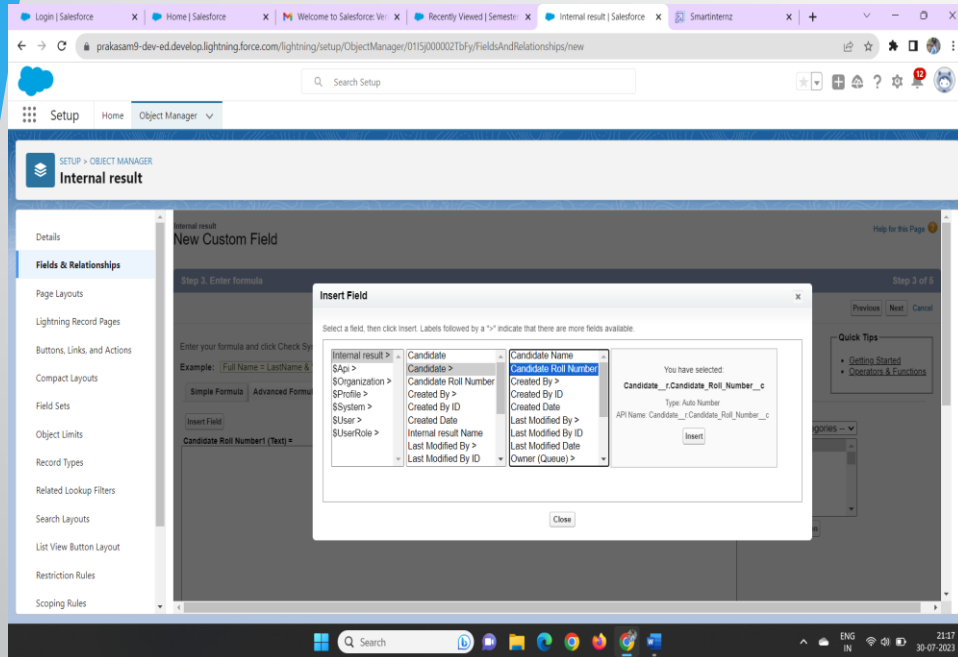 Login | Salesforce
Home | Salesforce
Welcome to Salesforce: Ver
Recently Viewed | Semester
Internal result | Salesforce
Smartinternz
prakasam9-dev-ed.develop.lightning.force.com/lightning/setup/ObjectManager/01I5j000002TbFy/FieldsAndRelationships/new
Search Setup
12
Setup
Home
Object Manager
SETUP > OBJECT MANAGER
Internal result
Details
Fields & Relationships
Page Layouts
Lightning Record Pages
Buttons, Links, and Actions
Compact Layouts
Field Sets
Object Limits
Record Types
Related Lookup Filters
Search Layouts
List View Button Layout
Restriction Rules
Scoping Rules
Internal result
New Custom Field
Help for this Page
Step 3. Enter formula
Step 3 of 5
Previous Next Cancel
Enter your formula and click Check Sy
Example: Full Name = LastName &
Simple Formula Advanced Formu
Insert Field
Candidate Roll Number1 (Text) =
Quick Tips
Getting Started
Operators & Functions
Insert Field
x
Select a field, then click Insert. Labels followed by a ">" indicate that there are more fields available.
Internal result >
$Api >
$Organization >
$Profile >
$System >
$User >
$UserRole >
Candidate
Candidate >
Candidate Roll Number
Created By >
Created By ID
Created Date
Internal result Name
Last Modified By >
Last Modified By ID
Candidate Name
Candidate Roll Number
Created By >
Created By ID
Created Date
Last Modified By >
Last Modified By ID
Last Modified Date
Owner (Queue) >
You have selected:
Candidate__r.Candidate_Roll_Number__c
Type: Auto Number
API Name: Candidate__r.Candidate_Roll_Number__c
Insert
Close
Search
ENG
IN
21:17
30-07-2023